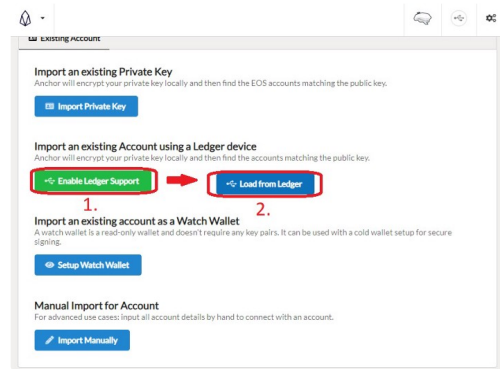 Existing Account
Import an existing Private Key
Anchor will encrypt your private key locally and then find the EOS accounts matching the public key.
Import Private Key
Import an existing Account using a Ledger device
Anchor will encrypt your private key locally and then find the accounts matching the public key.
Enable Ledger Support
Load from Ledger
1.
2.
Import an existing account as a Watch Wallet
A watch wallet is a read-only wallet and doesn't require any key pairs. It can be used with a cold wallet setup for secure
signing.
Setup Watch Wallet
Manual Import for Account
For advanced use cases: input all account details by hand to connect with an account.
Import Manually